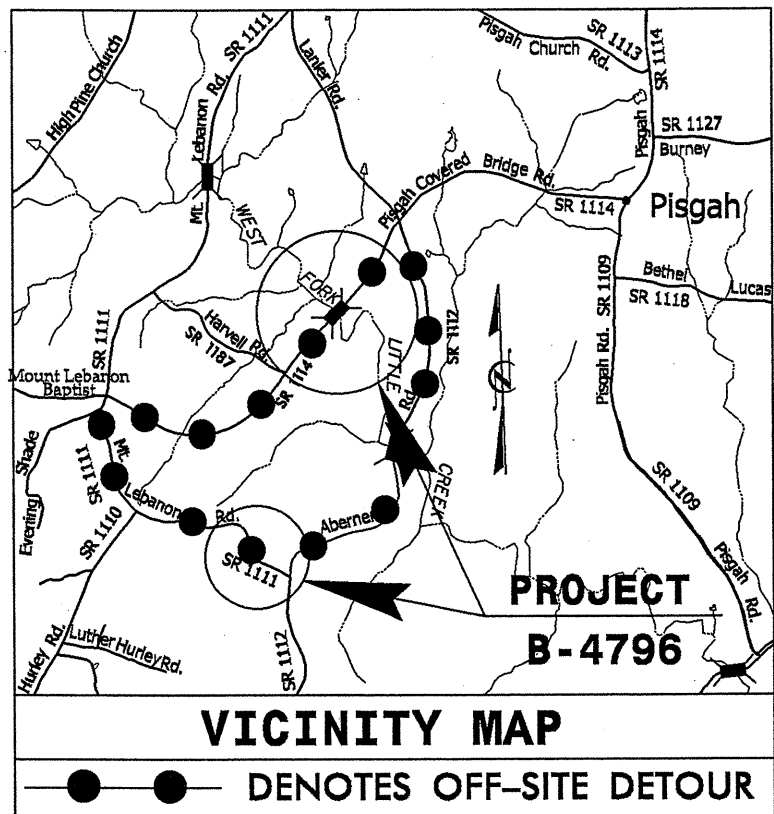 High Pine Church
Lebanon Rd. SR 1111
Mt.
Lanier Rd.
Pisgah Church Rd.
SR 1113
SR 1114
Pisgah
SR 1127
Burney
Pisgah Covered Bridge Rd.
SR 1114
Pisgah
WEST
FORK
LITTLE
CREEK
SR 1109
Bethel
Lucas
SR 1118
SR 1111
Harvell Rd.
SR 1187
SR 1112
Rd.
Pisgah Rd.
Mount Lebanon
Baptist
SR 1114
Evening Shade
SR 1111
Mt.
Lebanon Rd.
SR 1110
Aberne
SR 1111
SR 1109
Pisgah Rd.
Hurley Rd.
Luther Hurley Rd.
SR 1112
PROJECT
B-4796
VICINITY MAP
DENOTES OFF-SITE DETOUR